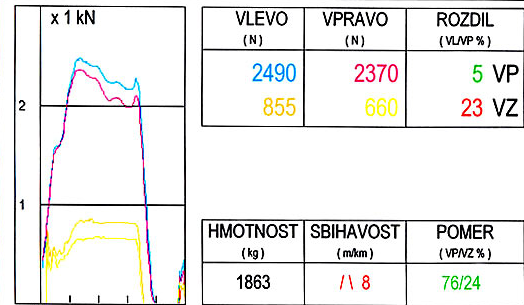 x 1 kN
2
1
VLEVO VPRAVO ROZDIL
( N ) ( N ) ( VL/VP % )
2490 2370 5 VP
855 660 23 VZ
HMOTNOST SBIHAVOST POMER
( kg ) ( m/km ) ( VP/VZ % )
1863 / \ 8 76/24